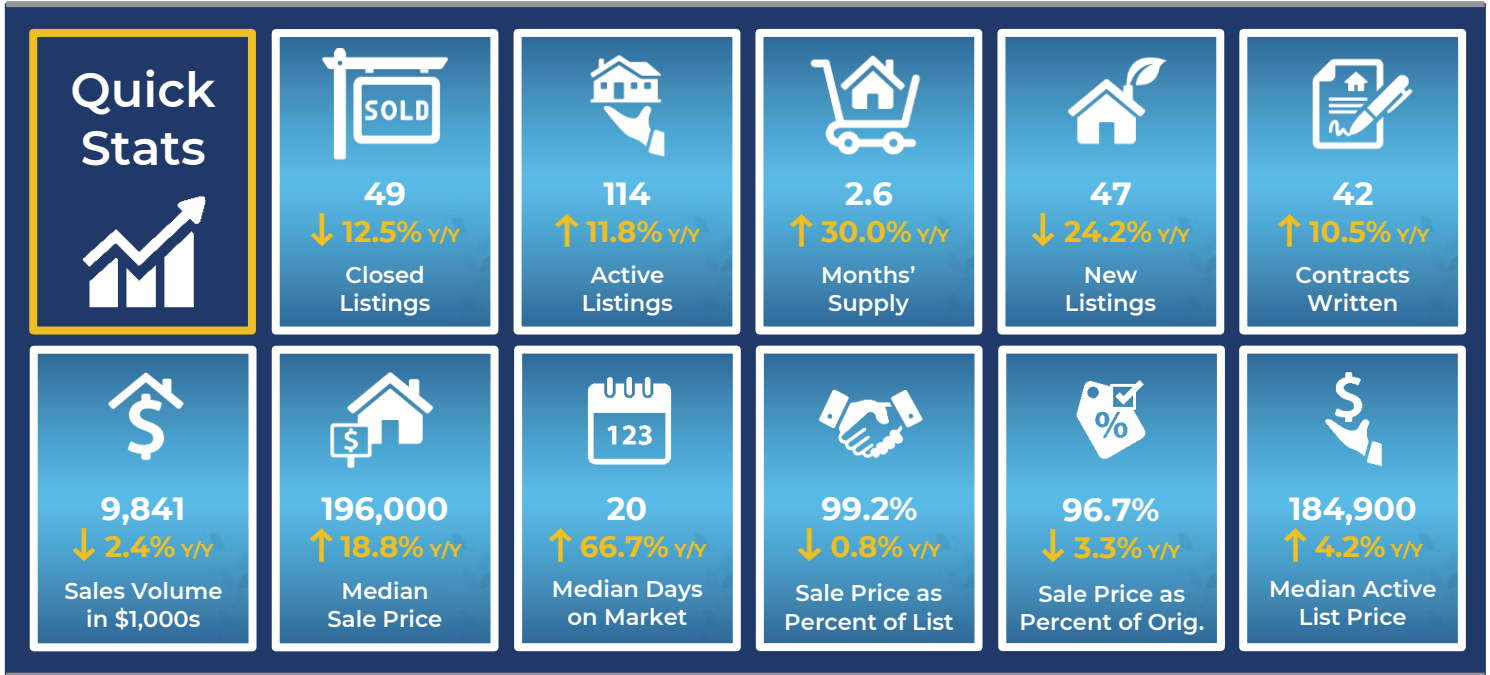 Quick
Stats
SOLD
49
↓ 12.5% Y/Y
Closed
Listings
114
↑ 11.8% Y/Y
Active
Listings
2.6
↑ 30.0% Y/Y
Months’
Supply
47
↓ 24.2% Y/Y
New
Listings
42
↑ 10.5% Y/Y
Contracts
Written
$
9,841
↓ 2.4% Y/Y
Sales Volume
in $1,000s
$
196,000
↑ 18.8% Y/Y
Median
Sale Price
123
20
↑ 66.7% Y/Y
Median Days
on Market
99.2%
↓ 0.8% Y/Y
Sale Price as
Percent of List
%
96.7%
↓ 3.3% Y/Y
Sale Price as
Percent of Orig.
$
184,900
↑ 4.2% Y/Y
Median Active
List Price